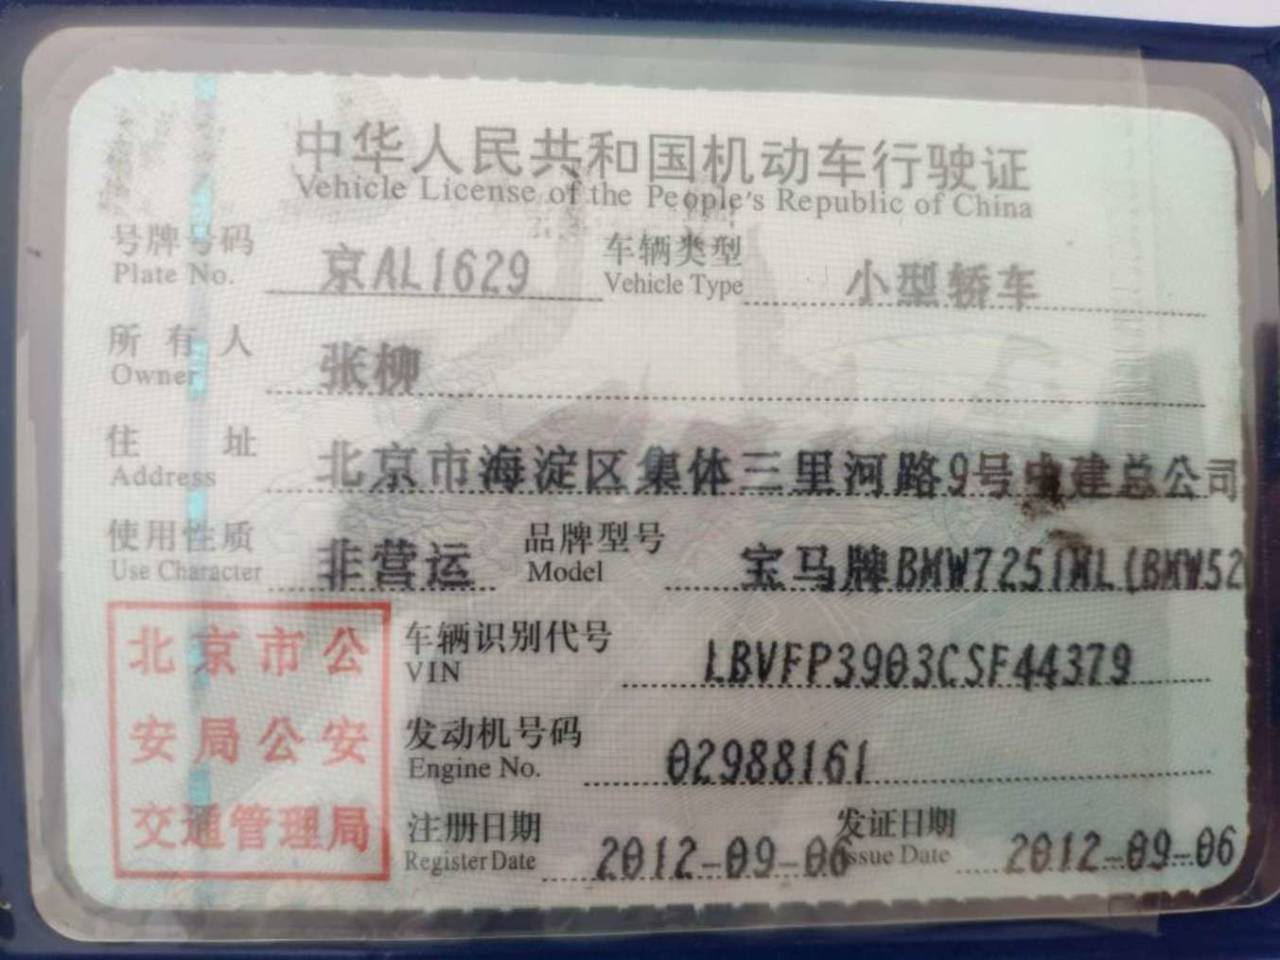 中华人民共和国机动车行驶证
Vehicle License of the People's Republic of China
号牌号码 京AL1629 车辆类型 小型轿车
Plate No. Vehicle Type
所有人 张柳
Owner
住址 北京市海淀区集体三里河路9号中建总公司
Address
使用性质 非营运 品牌型号 宝马牌BMW7251ML(BMW52
Use Character Model
车辆识别代号 LBVFP3903CSF44379
VIN
发动机号码 02988161
Engine No.
注册日期 2012-09-06 发证日期 2012-09-06
Register Date Issue Date
北京市公
安局公安
交通管理局